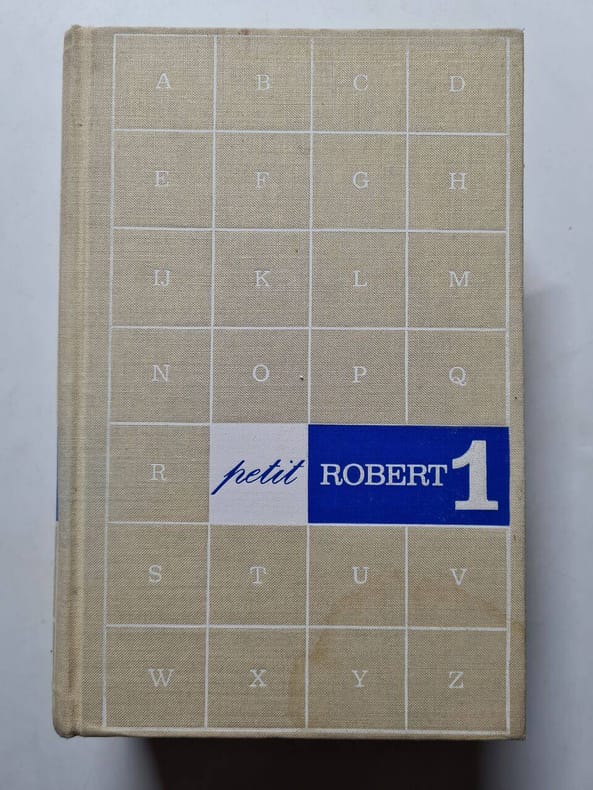 A B C D
E F G H
IJ K L M
N O P Q
R petit ROBERT 1
S T U V
W X Y Z